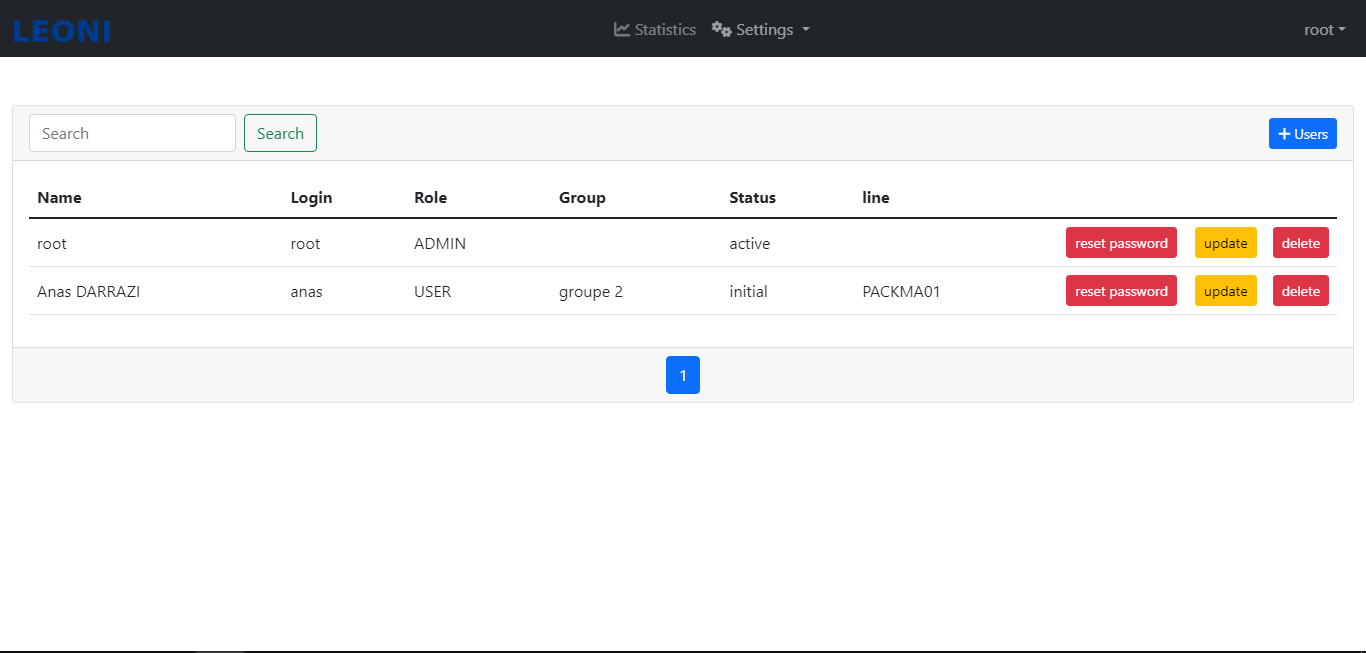 LEONI Statistics Settings root
Search Search Users
Name Login Role Group Status line
root root ADMIN active reset password update delete
Anas DARRAZI anas USER groupe 2 initial PACKMA01 reset password update delete
1